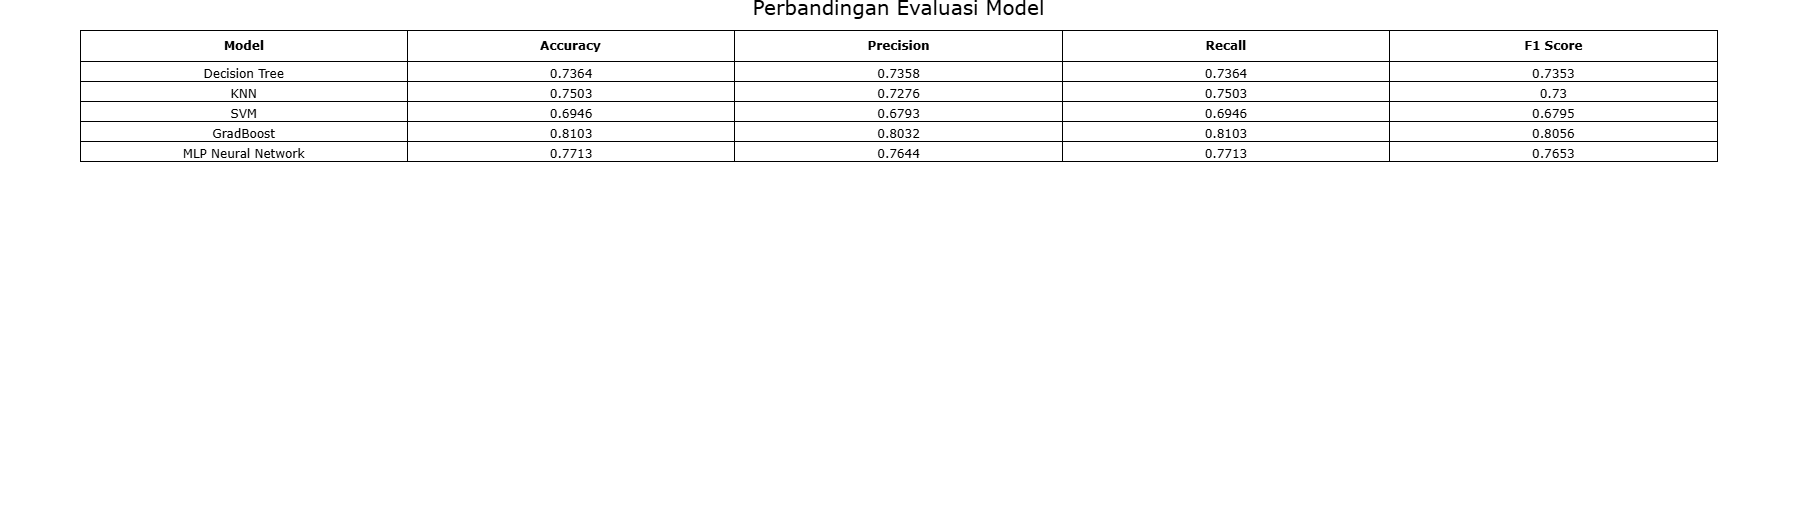 Perbandingan Evaluasi Model
Model Accuracy Precision Recall F1 Score
Decision Tree 0.7364 0.7358 0.7364 0.7353
KNN 0.7503 0.7276 0.7503 0.73
SVM 0.6946 0.6793 0.6946 0.6795
GradBoost 0.8103 0.8032 0.8103 0.8056
MLP Neural Network 0.7713 0.7644 0.7713 0.7653